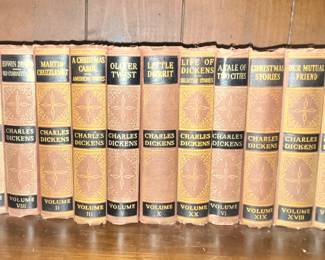 EDWIN DROOD
CHARLES
DICKENS
VOLUME
VIII
MARTIN
CHUZZLEWIT
CHARLES
DICKENS
VOLUME
II
A CHRISTMAS
CAROL
AMERICAN NOTES
CHARLES
DICKENS
VOLUME
III
OLIVER
TWIST
CHARLES
DICKENS
VOLUME
V
LITTLE
DORRIT
CHARLES
DICKENS
VOLUME
X
LIFE OF
DICKENS
CHARLES
DICKENS
VOLUME
XX
A TALE OF
TWO CITIES
CHARLES
DICKENS
VOLUME
VI
CHRISTMAS
STORIES
CHARLES
DICKENS
VOLUME
XIX
OUR MUTUAL
FRIEND
CHARLES
DICKENS
VOLUME
XVIII